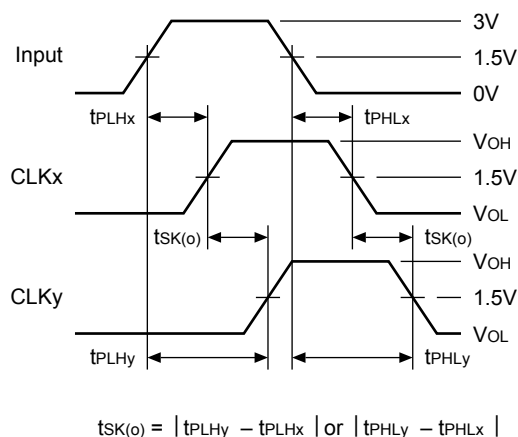 3V
Input
1.5V
0V
tPLHx
tPHLx
VOH
CLKx
1.5V
VOL
tSK(o)
tSK(o)
VOH
CLKy
1.5V
VOL
tPLHy
tPHLy
tSK(o) = | tPLHy – tPLHx | or | tPHLy – tPHLx |